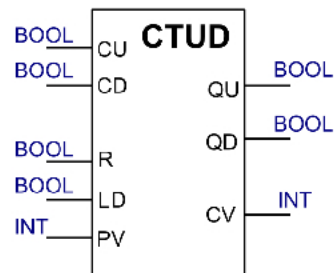 CTUD
BOOL CU
BOOL CD QU BOOL
QD BOOL
BOOL R
BOOL LD CV INT
INT PV